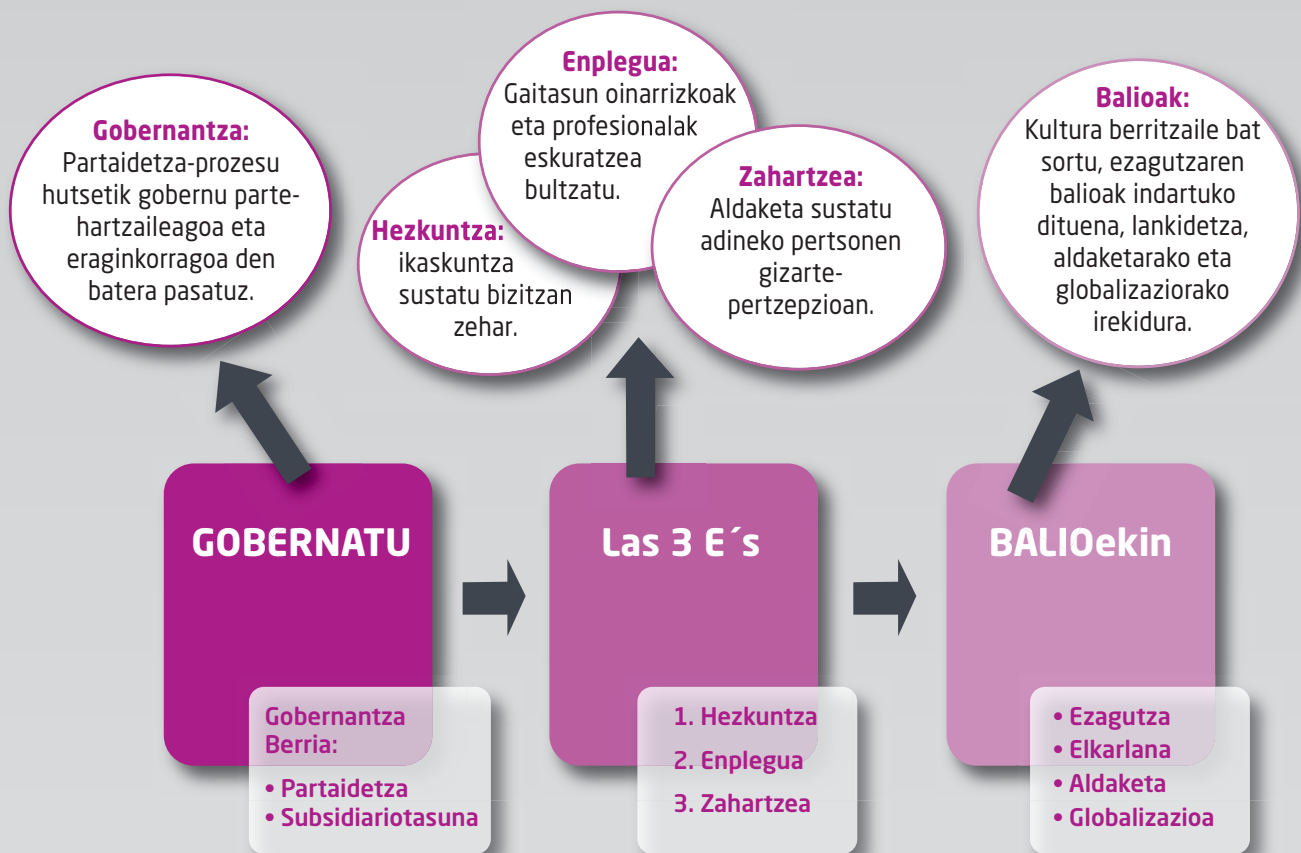 Gobernantza:
Partaidetza-prozesu
hutsetik gobernu parte-
hartzaileagoa eta
eraginkorragoa den
batera pasatuz.
Hezkuntza:
ikaskuntza
sustatu bizitzan
zehar.
Enplegua:
Gaitasun oinarrizkoak
eta profesionalak
eskuratzea
bultzatu.
Zahartzea:
Aldaketa sustatu
adineko pertsonen
gizarte-
pertzepzioan.
Balioak:
Kultura berritzaile bat
sortu, ezagutzaren
balioak indartuko
dituena, lankidetza,
aldaketarako eta
globalizaziorako
irekidura.
GOBERNATU
Las 3 E´s
BALIOekin
Gobernantza
Berria:
• Partaidetza
• Subsidiariotasuna
1. Hezkuntza
2. Enplegua
3. Zahartzea
• Ezagutza
• Elkarlana
• Aldaketa
• Globalizazioa